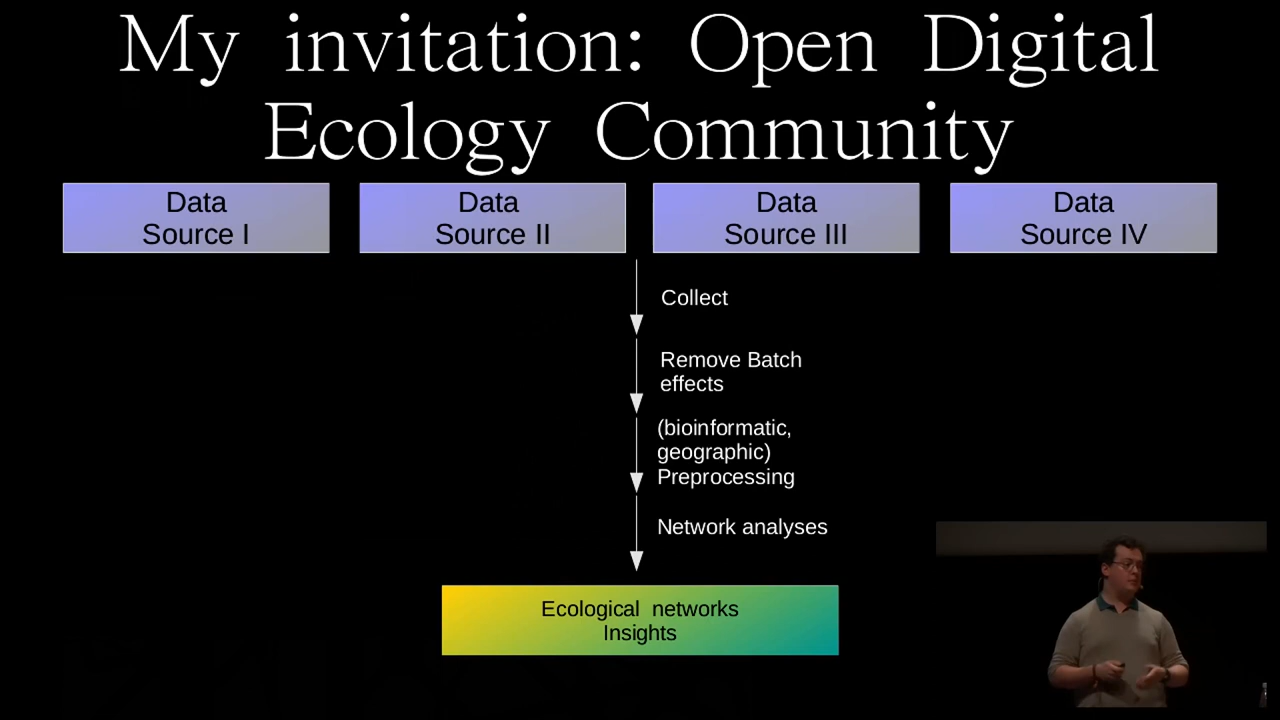 My invitation: Open Digital
Ecology Community
Data
Source I
Data
Source II
Data
Source III
Data
Source IV
Collect
Remove Batch
effects
(bioinformatic,
geographic)
Preprocessing
Network analyses
Ecological networks
Insights